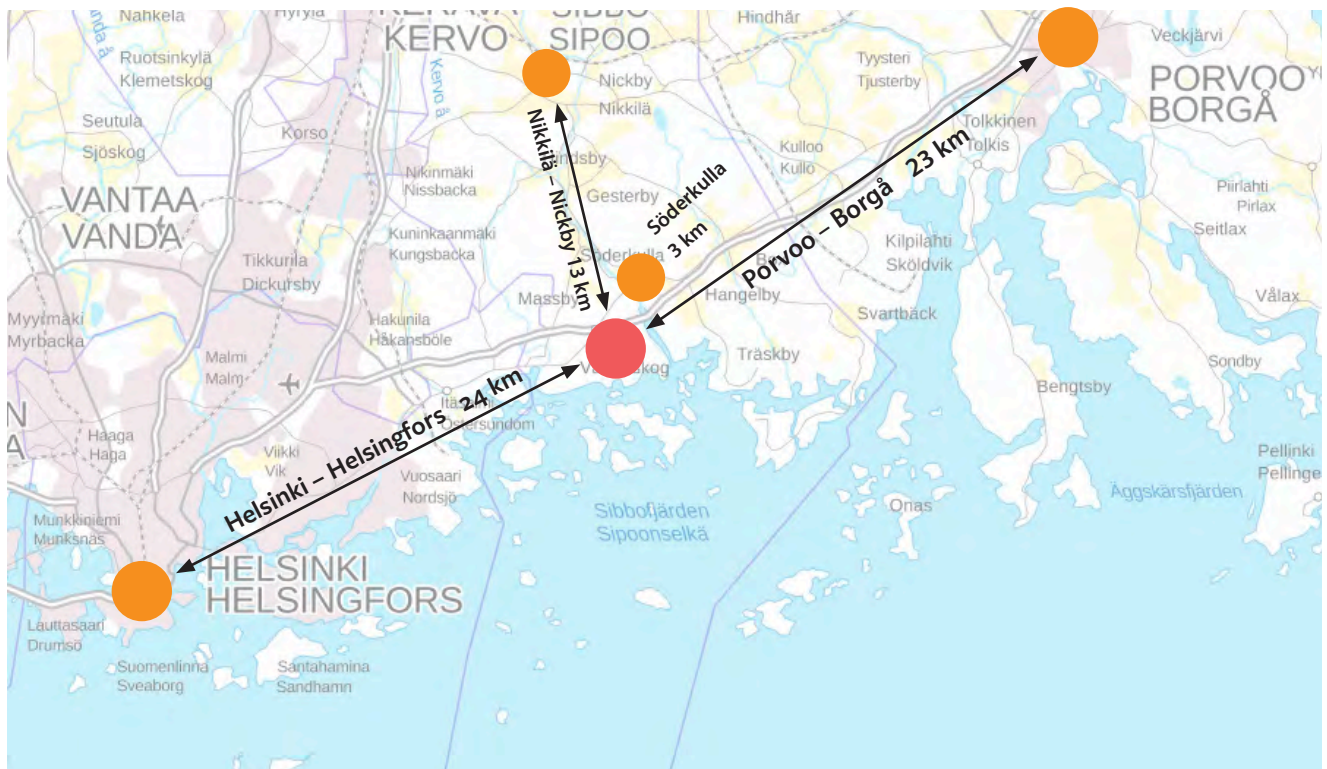 Nahkela
Hyrylä
KERAVA
KERVO
SIBBO
SIPOO
Hindhår
Veckjärvi
Ruotsinkylä
Klemetskog
Kervo å
Nickby
Nikkilä
Tyysteri
Tjusterby
PORVOO
BORGÅ
Seutula
Sjöskog
Korso
Tolkkinen
Tolkis
Kulloo
Kullo
Nikkilä – Nickby 13 km
Nikinmäki
Nissbacka
Gesterby
Söderkulla
3 km
Porvoo – Borgå 23 km
Piirlahti
Pirlax
Seitlax
VANTAA
VANDA
Kuninkaanmäki
Kungsbacka
Kilpilahti
Sköldvik
Tikkurila
Dickursby
Massby
Hangelby
Vålax
Svartbäck
Myyrmäki
Myrbacka
Hakunila
Håkansböle
Malmi
Malm
Träskby
Sondby
Bengtsby
Helsinki – Helsingfors 24 km
Östersundom
Haaga
Haga
Viikki
Vik
Vuosaari
Nordsjö
Pellinki
Pellinge
Äggskärsfjärden
Onas
Sibbofjärden
Sipoonselkä
Munkkiniemi
Munksnäs
HELSINKI
HELSINGFORS
Lauttasaari
Drumsö
Suomenlinna
Sveaborg
Santahamina
Sandhamn